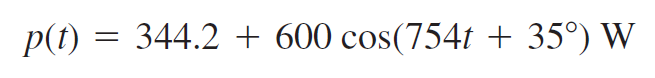 p(t) = 344.2 + 600 cos(754t + 35°) W